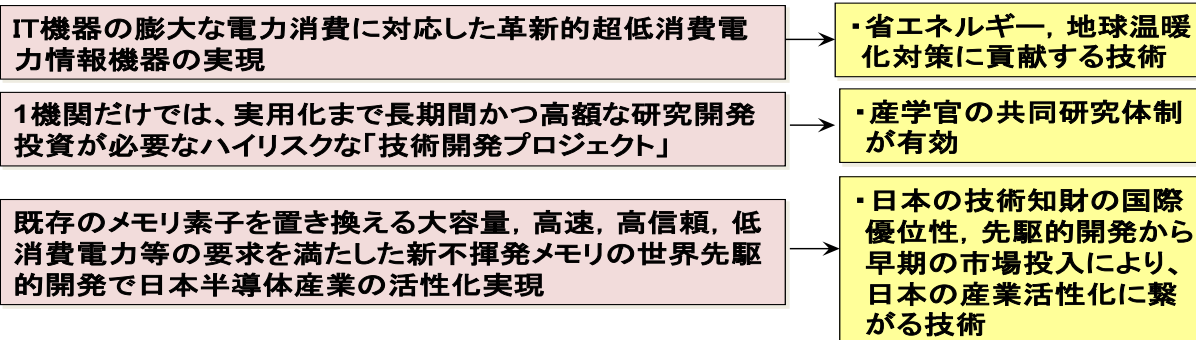 IT機器の膨大な電力消費に対応した革新的超低消費電
力情報機器の実現
・省エネルギー, 地球温暖
化対策に貢献する技術
1機関だけでは、実用化まで長期間かつ高額な研究開発
投資が必要なハイリスクな「技術開発プロジェクト」
・産学官の共同研究体制
が有効
既存のメモリ素子を置き換える大容量, 高速, 高信頼, 低
消費電力等の要求を満たした新不揮発メモリの世界先駆
的開発で日本半導体産業の活性化実現
・日本の技術知財の国際
優位性, 先駆的開発から
早期の市場投入により、
日本の産業活性化に繋
がる技術